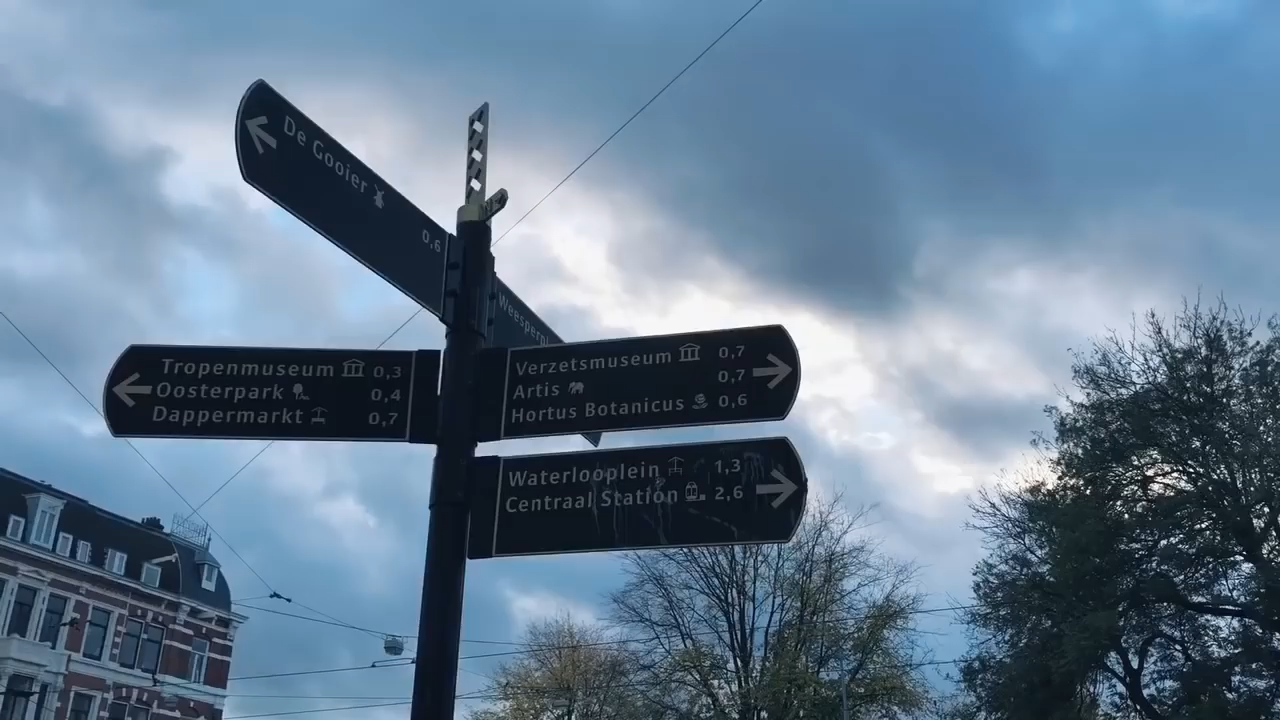 De Gooier
0,6
Tropenmuseum 0,3
Oosterpark 0,4
Dappermarkt 0,7
Verzetsmuseum 0,7
Artis 0,7
Hortus Botanicus 0,6
Waterlooplein 1,3
Centraal Station 2,6